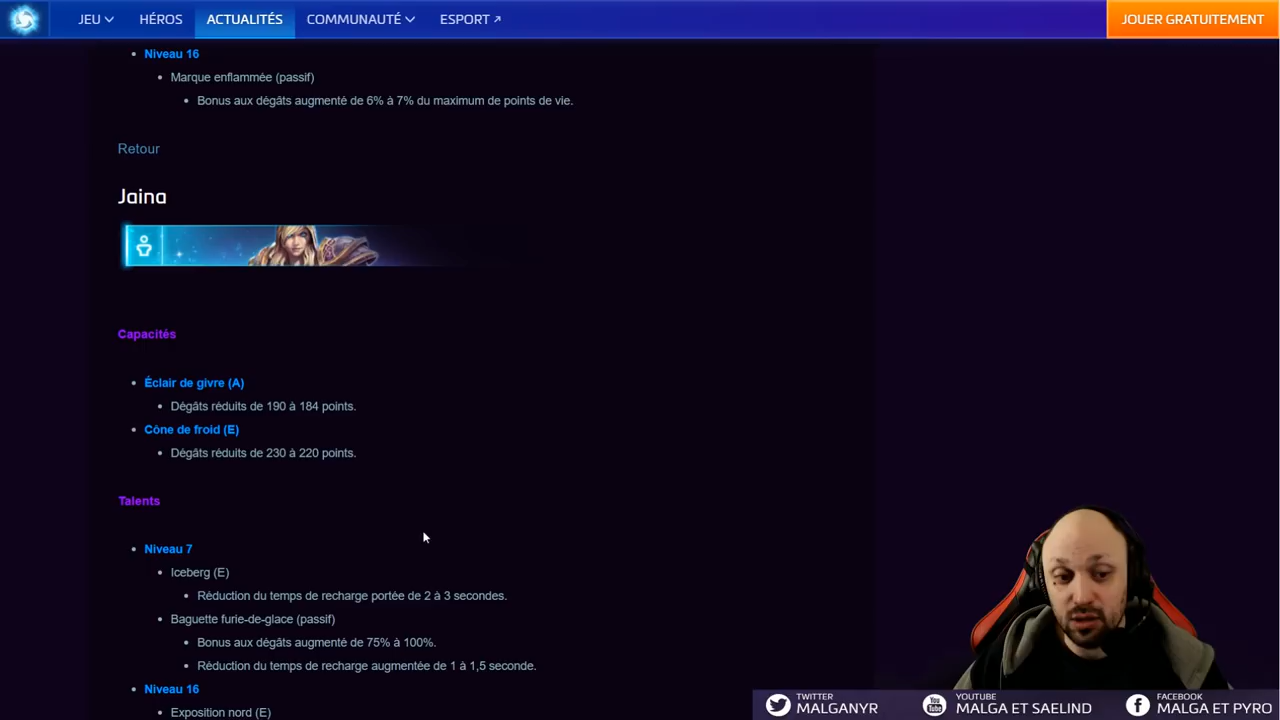 JEU HÉROS ACTUALITÉS COMMUNAUTÉ ESPORT JOUER GRATUITEMENT
Niveau 16
Marque enflammée (passif)
Bonus aux dégâts augmenté de 6% à 7% du maximum de points de vie.
Retour
Jaina
Capacités
Éclair de givre (A)
Dégâts réduits de 190 à 184 points.
Cône de froid (E)
Dégâts réduits de 230 à 220 points.
Talents
Niveau 7
Iceberg (E)
Réduction du temps de recharge portée de 2 à 3 secondes.
Baguette furie-de-glace (passif)
Bonus aux dégâts augmenté de 75% à 100%.
Réduction du temps de recharge augmentée de 1 à 1,5 seconde.
Niveau 16
Exposition nord (E)
TWITTER
MALGANYR
YOUTUBE
MALGA ET SAELIND
FACEBOOK
MALGA ET PYRO